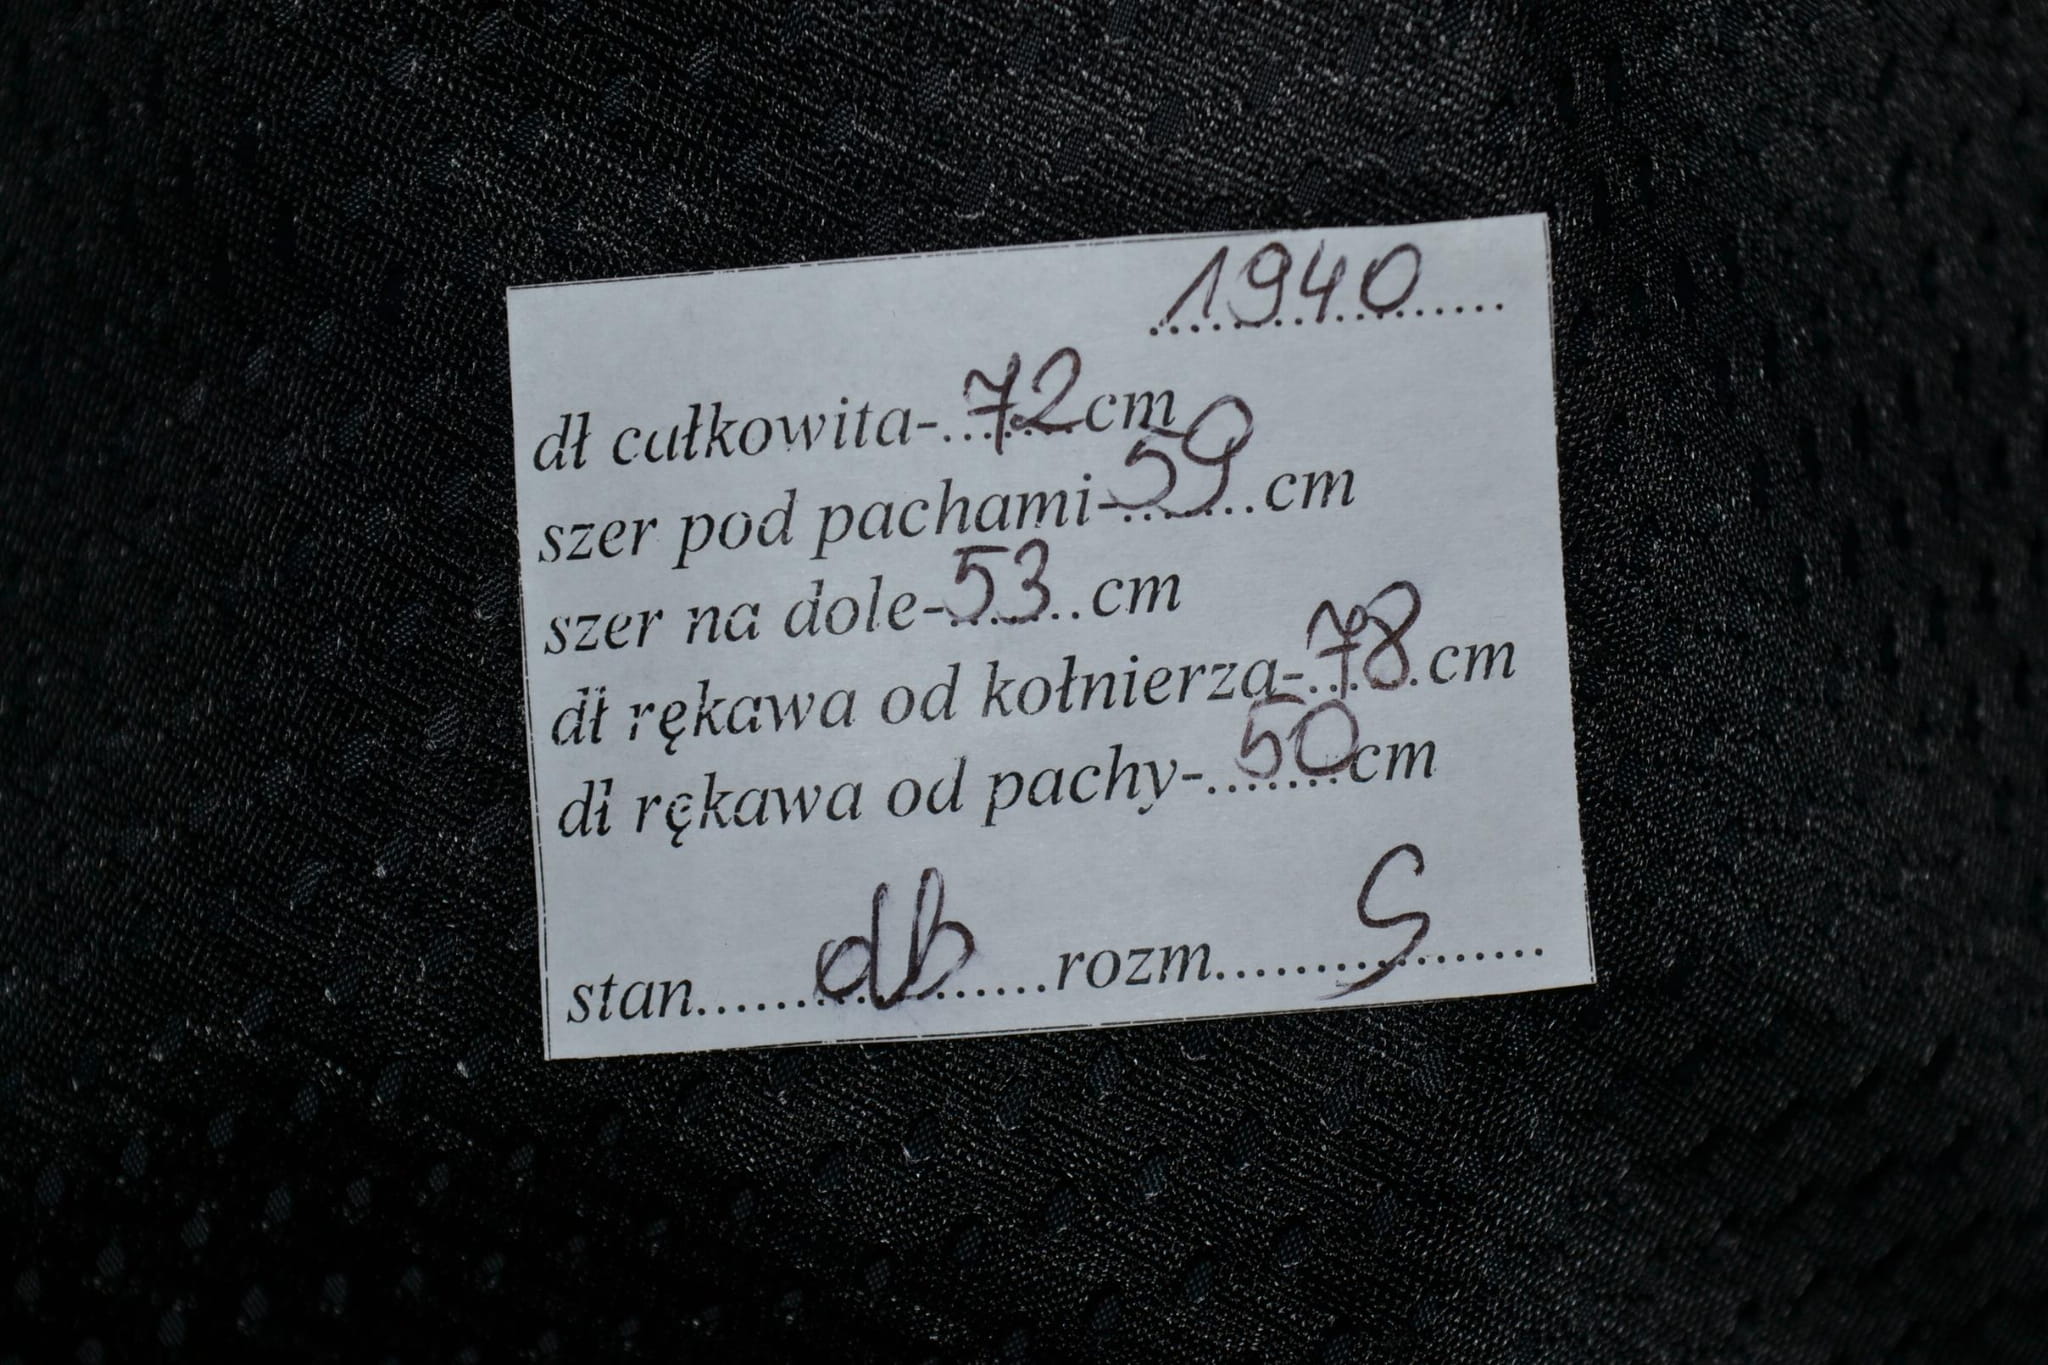 1940
dł całkowita-72cm
szer pod pachami-59cm
szer na dole-53cm
dł rękawa od kołnierza-78cm
dł rękawa od pachy-50cm
stan db rozm S